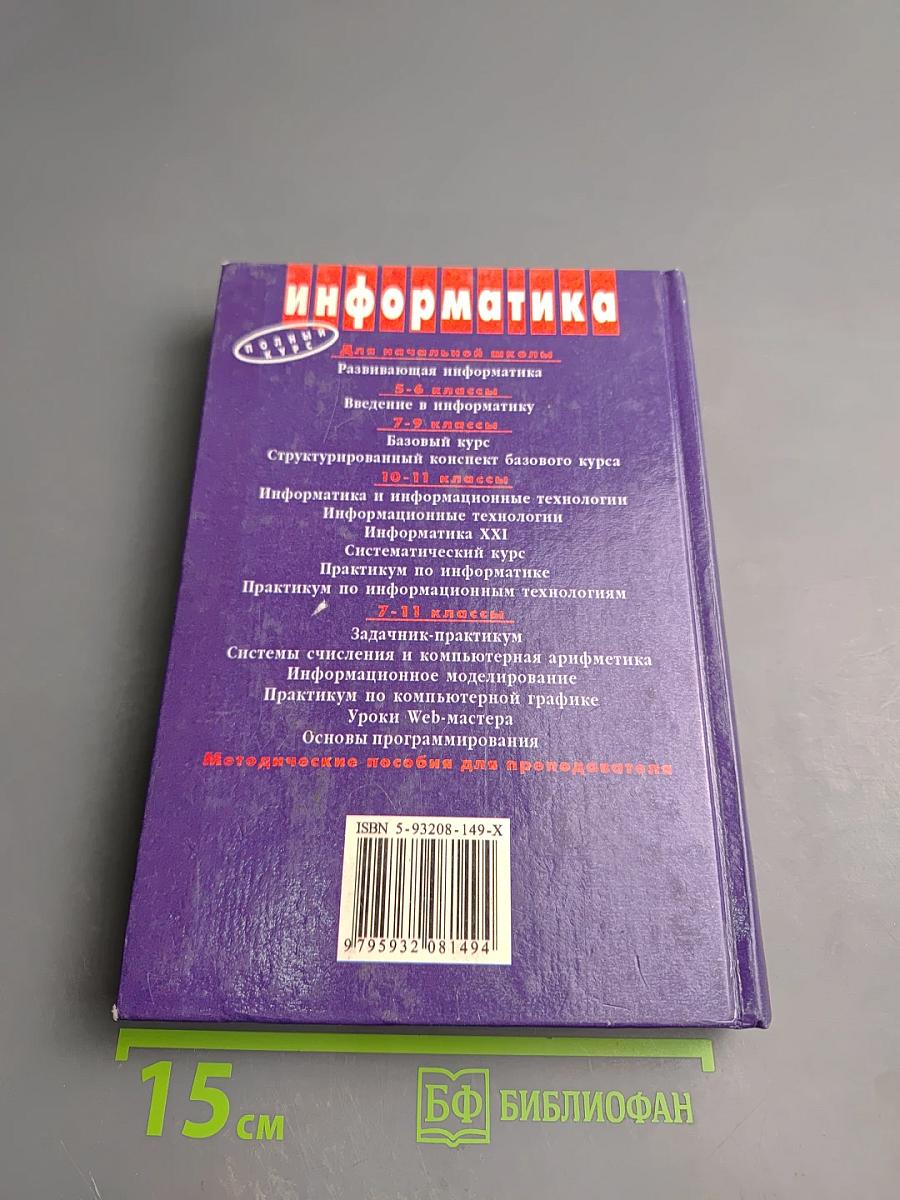 информатика
ПОЛНЫЙ
КУРС
Для начальной школы
Развивающая информатика
5-6 классы
Введение в информатику
7-9 классы
Базовый курс
Структурированный конспект базового курса
10-11 классы
Информатика и информационные технологии
Информационные технологии
Информатика XXI
Систематический курс
Практикум по информатике
Практикум по информационным технологиям
7-11 классы
Задачник-практикум
Системы счисления и компьютерная арифметика
Информационное моделирование
Практикум по компьютерной графике
Уроки Web-мастера
Основы программирования
Методические пособия для преподавателя
ISBN 5-93208-149-X
9 795932 081494
15 см
БФ БИБЛИОФАН